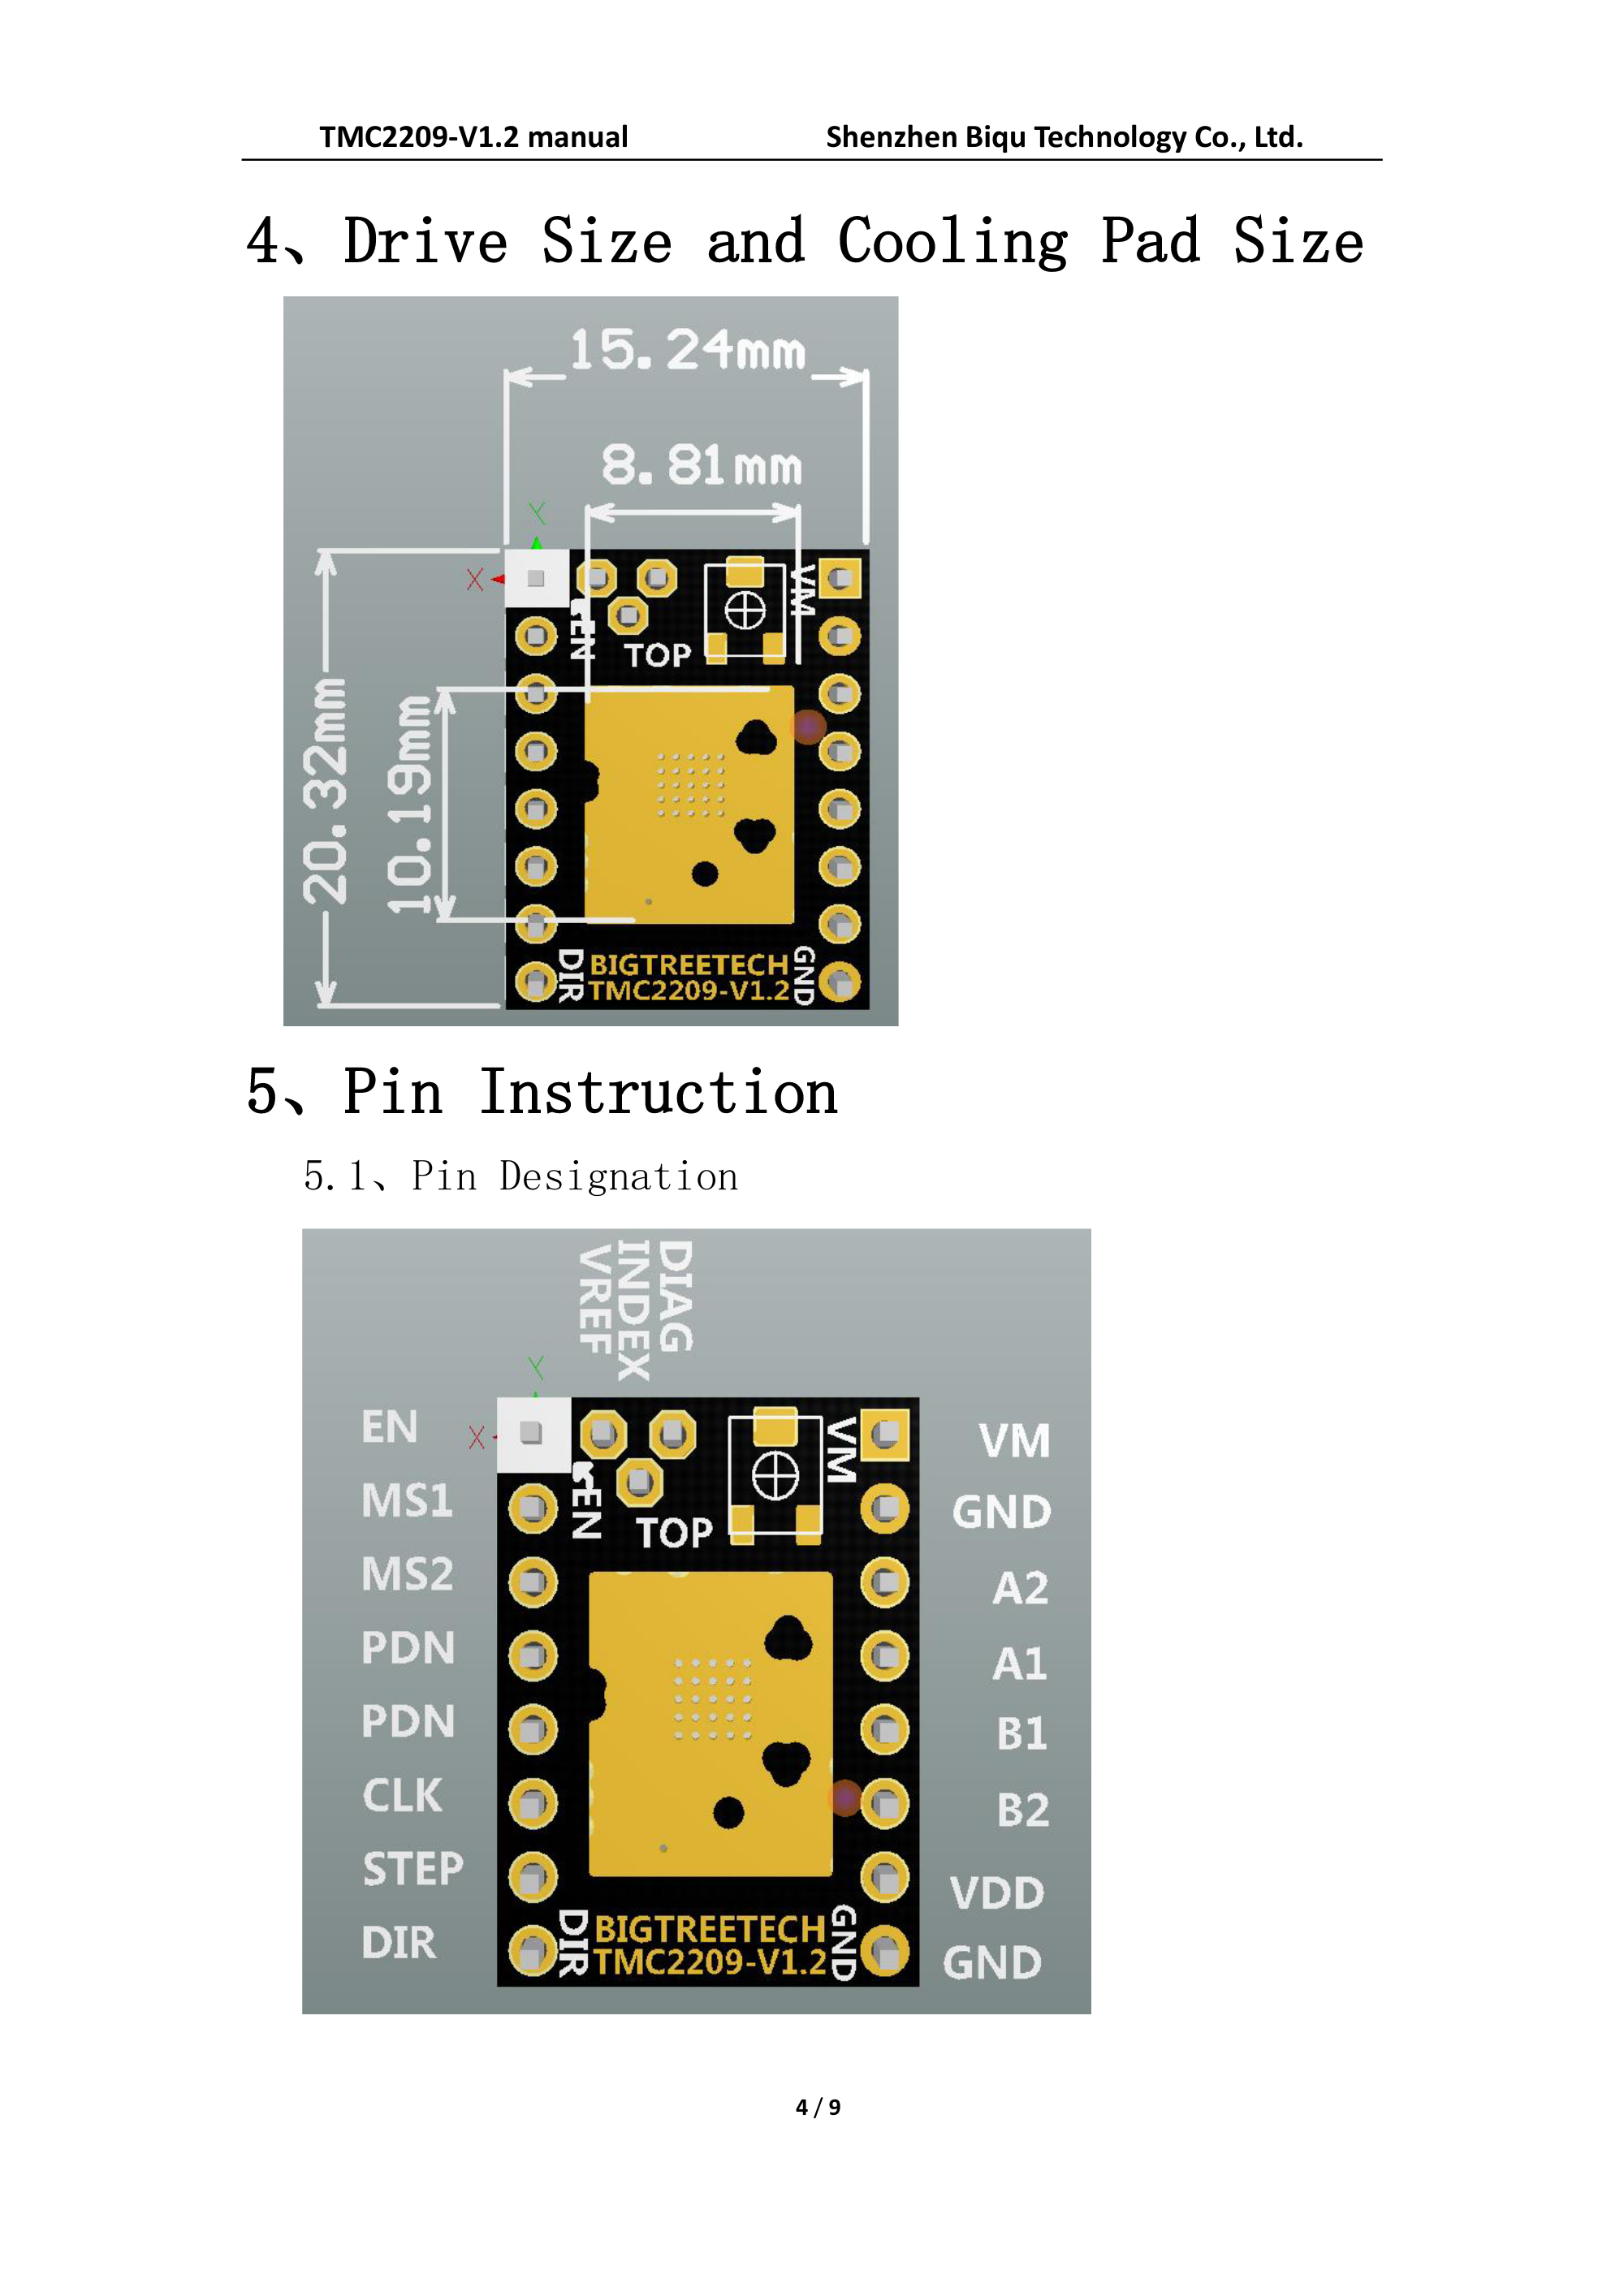 TMC2209-V1.2 manual Shenzhen Biqu Technology Co., Ltd.
4、Drive Size and Cooling Pad Size
15.24mm
8.81mm
Y
X
VM
EN
TOP
20.32mm
10.19mm
DIR
BIGTREETECH
TMC2209-V1.2
GND
5、Pin Instruction
5.1、Pin Designation
VREF
INDEX
DIAG
Y
X
EN
MS1
MS2
PDN
PDN
CLK
STEP
DIR
VM
EN
TOP
DIR
BIGTREETECH
TMC2209-V1.2
GND
VM
GND
A2
A1
B1
B2
VDD
GND
4 / 9